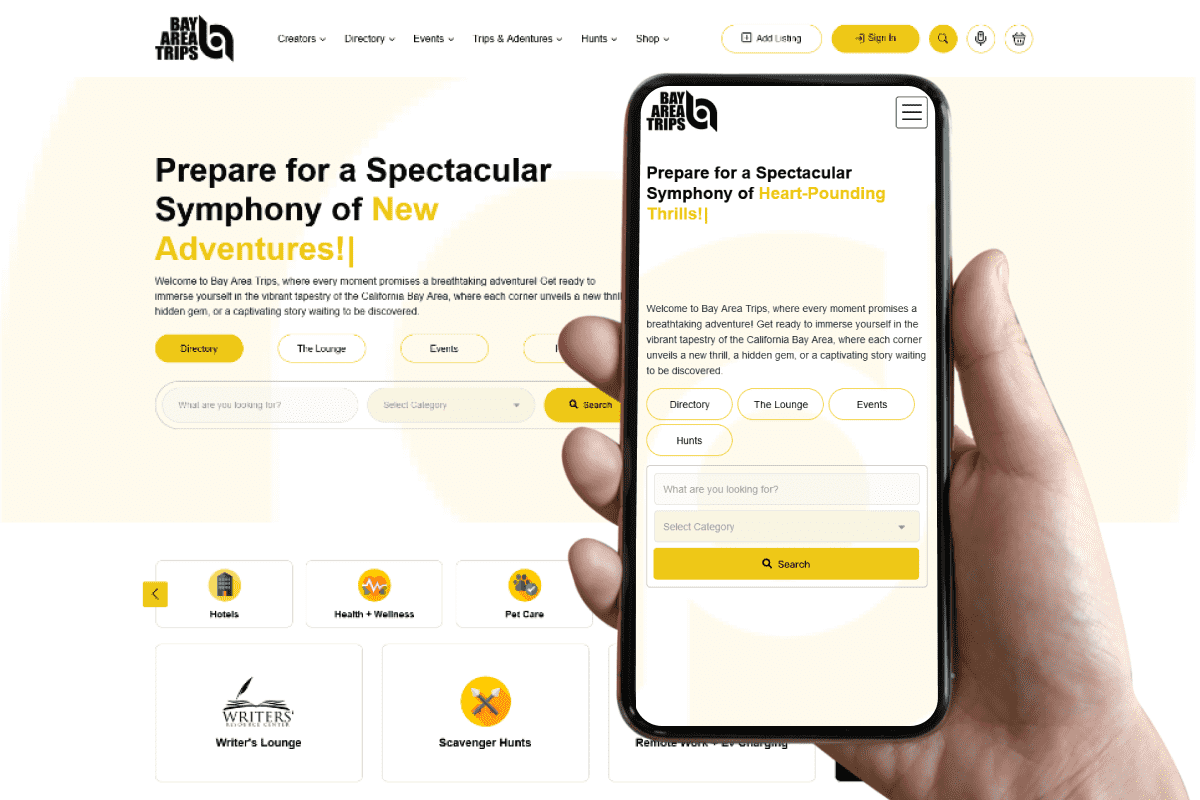 BAY
AREA
TRIPS
Creators
Directory
Events
Trips & Adentures
Hunts
Shop
Add Listing
Sign In
Prepare for a Spectacular
Symphony of New
Adventures!|
Welcome to Bay Area Trips, where every moment promises a breathtaking adventure! Get ready to
immerse yourself in the vibrant tapestry of the California Bay Area, where each corner unveils a new thrill
hidden gem, or a captivating story waiting to be discovered.
Directory
The Lounge
Events
What are you looking for?
Select Category
Search
Hotels
Health + Wellness
Pet Care
WRITERS'
RESOURCE CENTER
Writer's Lounge
Scavenger Hunts
Remote Work + EV Charging
BAY
AREA
TRIPS
Prepare for a Spectacular
Symphony of Heart-Pounding
Thrills!|
Welcome to Bay Area Trips, where every moment promises a
breathtaking adventure! Get ready to immerse yourself in the
vibrant tapestry of the California Bay Area, where each corner
unveils a new thrill, a hidden gem, or a captivating story waiting
to be discovered.
Directory
The Lounge
Events
Hunts
What are you looking for?
Select Category
Search